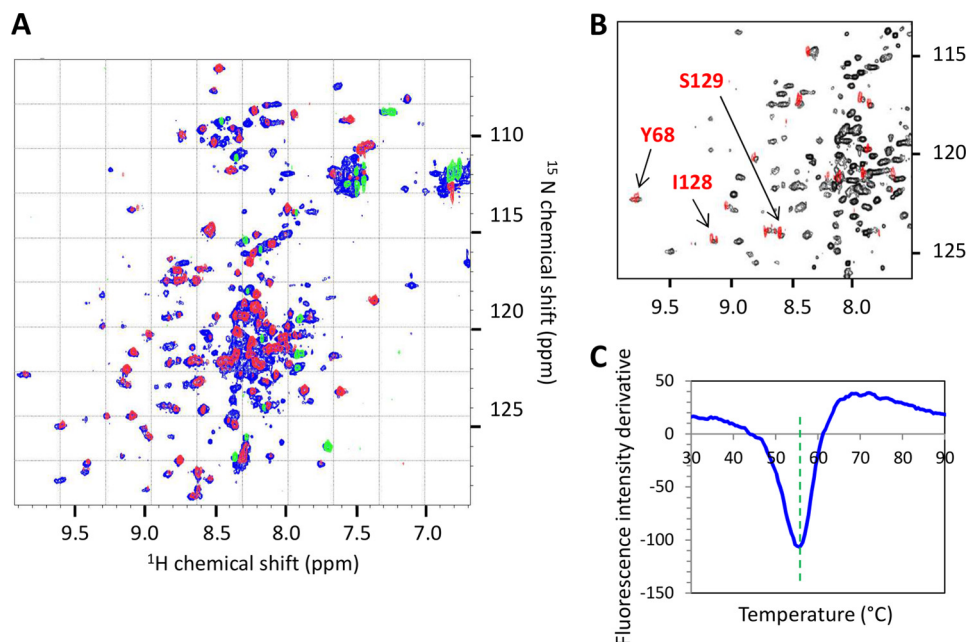 A
110
115
120
125
9.5 9.0 8.5 8.0 7.5 7.0
¹H chemical shift (ppm)
¹⁵N chemical shift (ppm)
B
S129
Y68
I128
115
120
125
9.5 9.0 8.5 8.0
C
50
0
-50
-100
-150
30 40 50 60 70 80 90
Fluorescence intensity derivative
Temperature (°C)